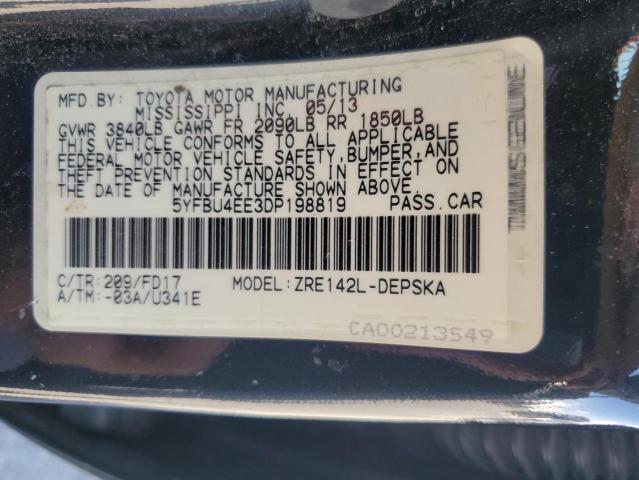 MFD.BY: TOYOTA MOTOR MANUFACTURING
MISSISSIPPI INC. 05/13
GVWR 3840LB GAWR FR 2090LB RR 1850LB
THIS VEHICLE CONFORMS TO ALL APPLICABLE
FEDERAL MOTOR VEHICLE SAFETY,BUMPER,AND
THEFT PREVENTION STANDARDS IN EFFECT ON
THE DATE OF MANUFACTURE SHOWN ABOVE.
5YFBU4EE3DP198819 PASS.CAR
C/TR:209/FD17 MODEL:ZRE142L-DEPSKA
A/TM:-03A/U341E
CA00213549